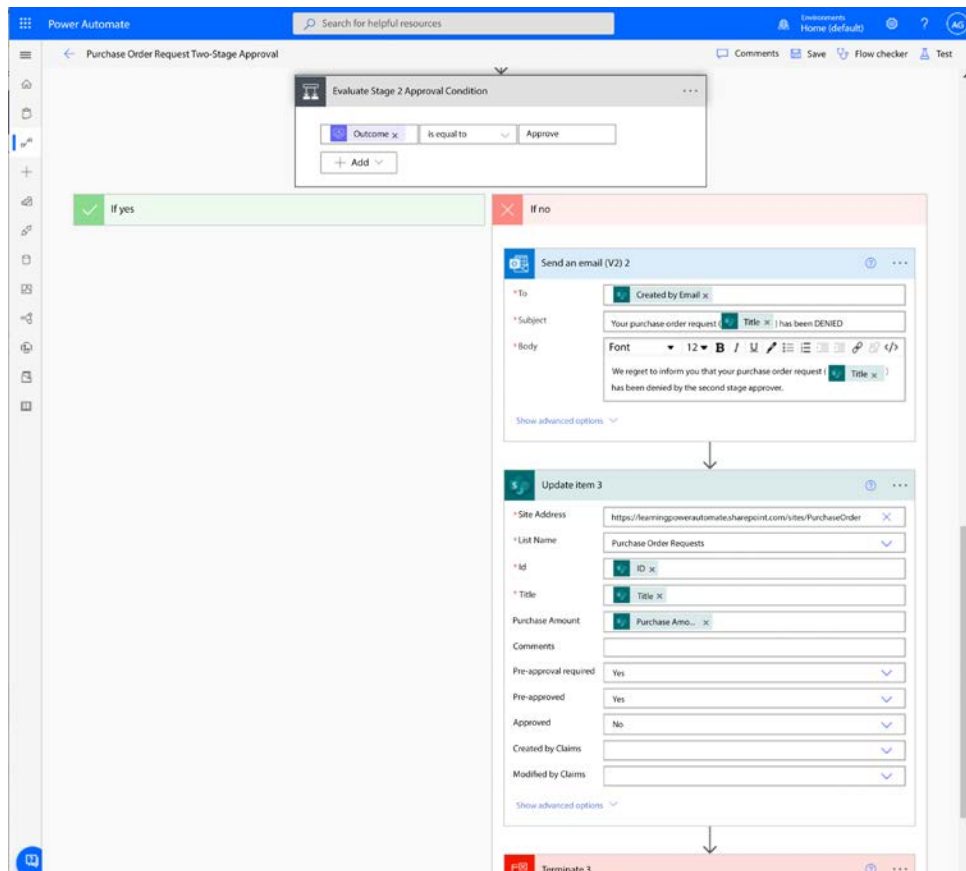 Power Automate
Search for helpful resources
Environments
Home (default)
?
AG
Purchase Order Request Two-Stage Approval
Comments
Save
Flow checker
Test
Evaluate Stage 2 Approval Condition
Outcome x
is equal to
Approve
+ Add
If yes
If no
Send an email (V2) 2
*To
Created by Email x
*Subject
Your purchase order request ( Title x ) has been DENIED
*Body
Font
12
B I U
</>
We regret to inform you that your purchase order request ( Title x )
has been denied by the second stage approver.
Show advanced options
Update item 3
*Site Address
https://learningpowerautomate.sharepoint.com/sites/PurchaseOrder
*List Name
Purchase Order Requests
*Id
ID x
*Title
Title x
Purchase Amount
Purchase Amo... x
Comments
Pre-approval required
Yes
Pre-approved
Yes
Approved
No
Created by Claims
Modified by Claims
Show advanced options
Terminate 3